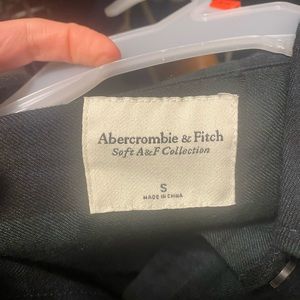 Abercrombie & Fitch
Soft A&F Collection
S
MADE IN CHINA